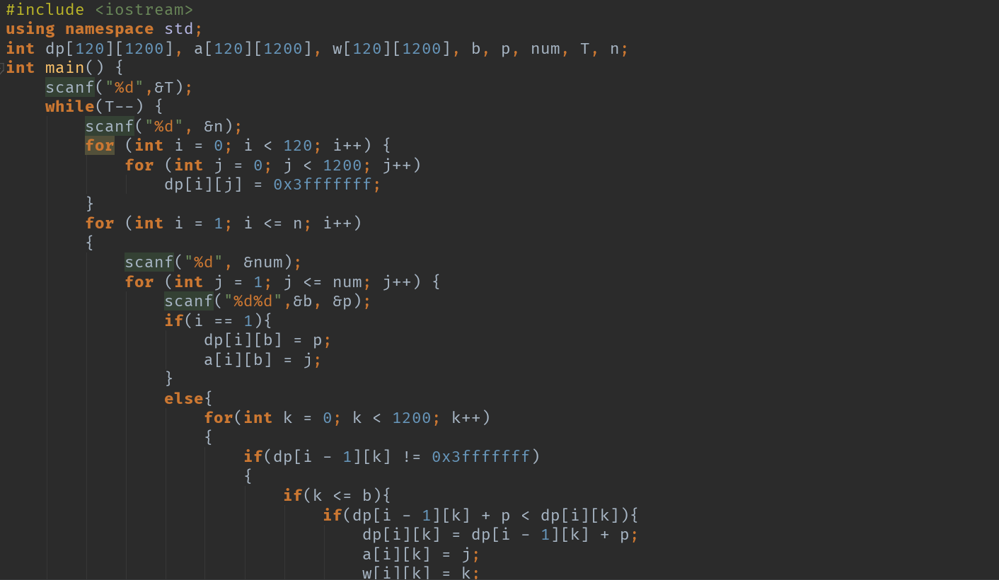 #include <iostream>
using namespace std;
int dp[120][1200], a[120][1200], w[120][1200], b, p, num, T, n;
int main() {
    scanf("%d",&T);
    while(T--) {
        scanf("%d", &n);
        for (int i = 0; i < 120; i++) {
            for (int j = 0; j < 1200; j++)
                dp[i][j] = 0x3fffffff;
        }
        for (int i = 1; i <= n; i++)
        {
            scanf("%d", &num);
            for (int j = 1; j <= num; j++) {
                scanf("%d%d",&b, &p);
                if(i == 1){
                    dp[i][b] = p;
                    a[i][b] = j;
                }
                else{
                    for(int k = 0; k < 1200; k++)
                    {
                        if(dp[i - 1][k] != 0x3fffffff)
                        {
                            if(k <= b){
                                if(dp[i - 1][k] + p < dp[i][k]){
                                    dp[i][k] = dp[i - 1][k] + p;
                                    a[i][k] = j;
                                    w[i][k] = k;